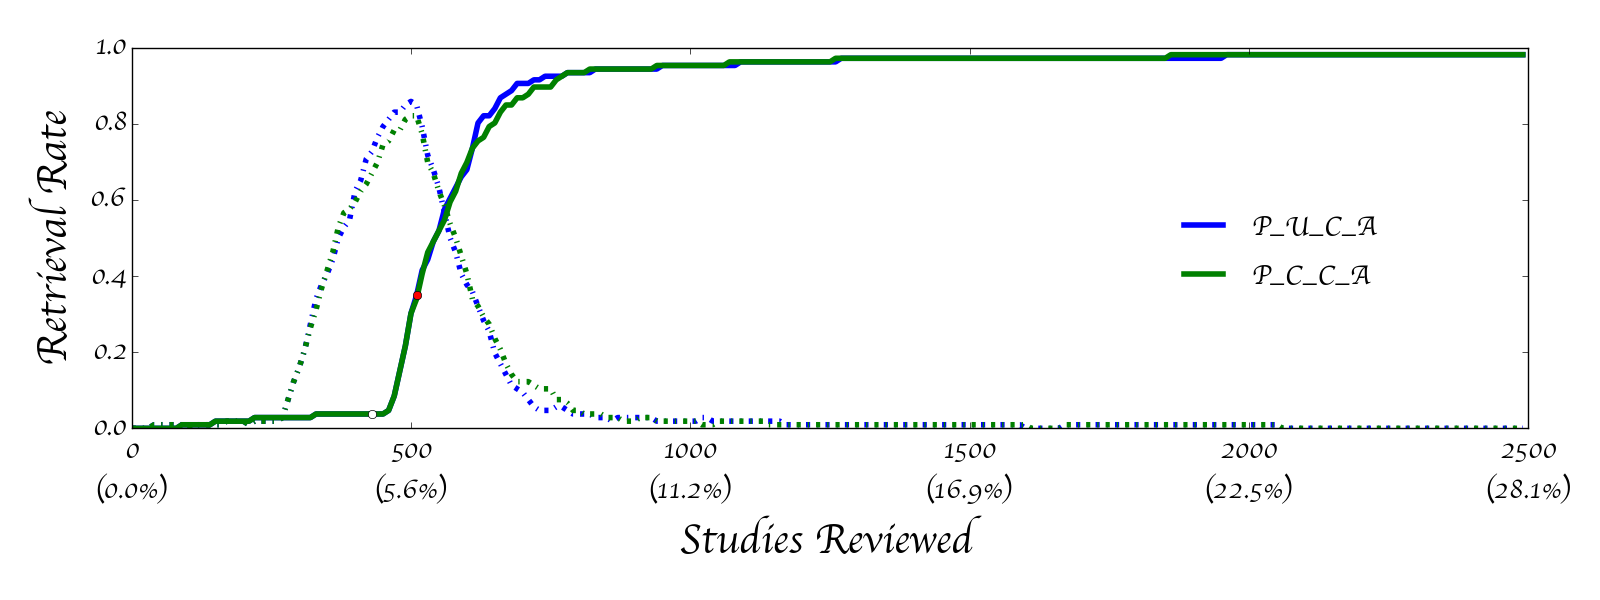 1.0
0.8
0.6
0.4
0.2
0.0
Retrieval Rate
P_U_C_A
P_C_C_A
0 500 1000 1500 2000 2500
(0.0%) (5.6%) (11.2%) (16.9%) (22.5%) (28.1%)
Studies Reviewed